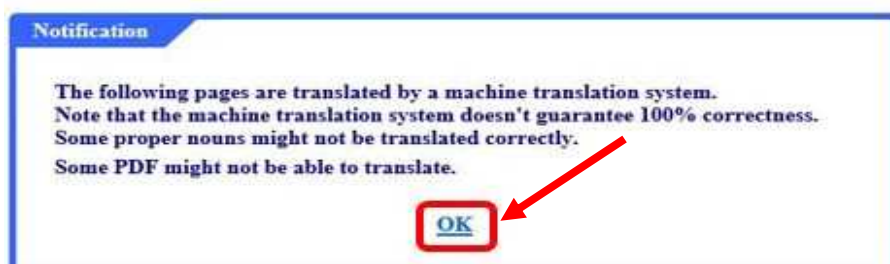 Notification
The following pages are translated by a machine translation system.
Note that the machine translation system doesn't guarantee 100% correctness.
Some proper nouns might not be translated correctly.
Some PDF might not be able to translate.
OK